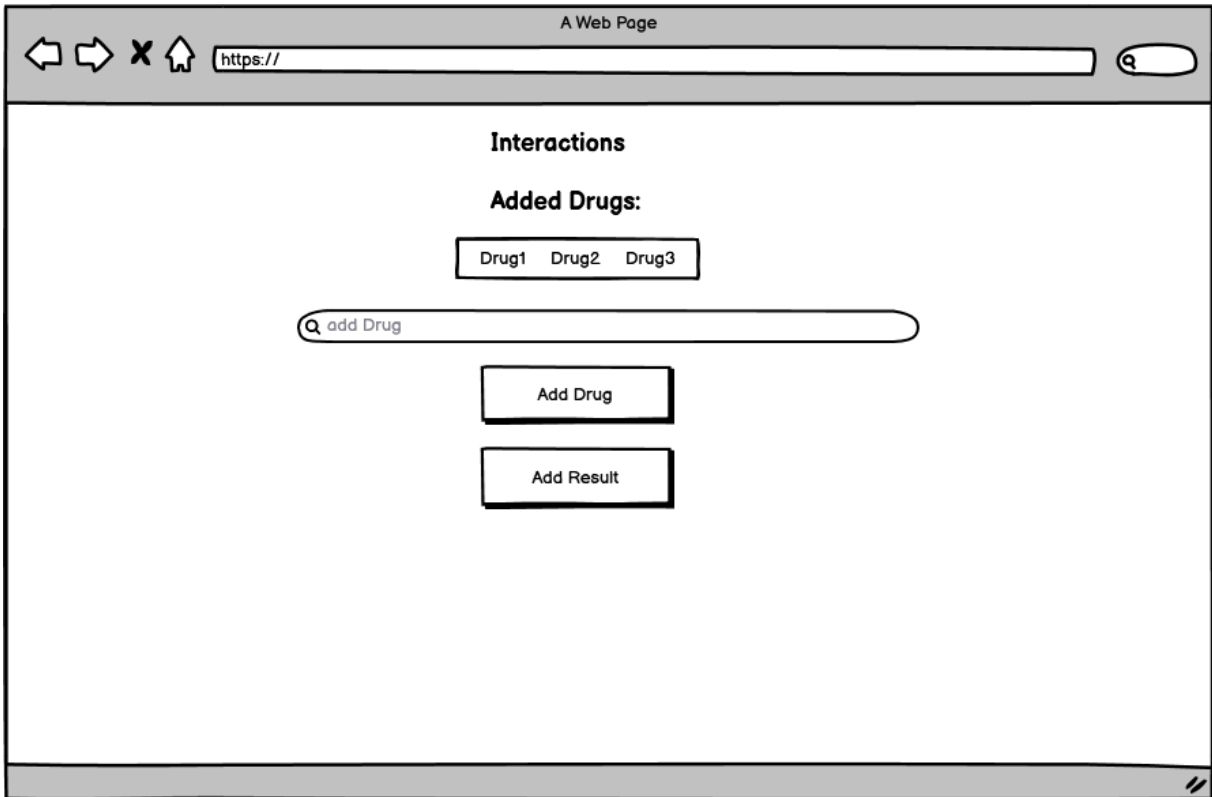 A Web Page
https://
Interactions
Added Drugs:
Drug1 Drug2 Drug3
add Drug
Add Drug
Add Result